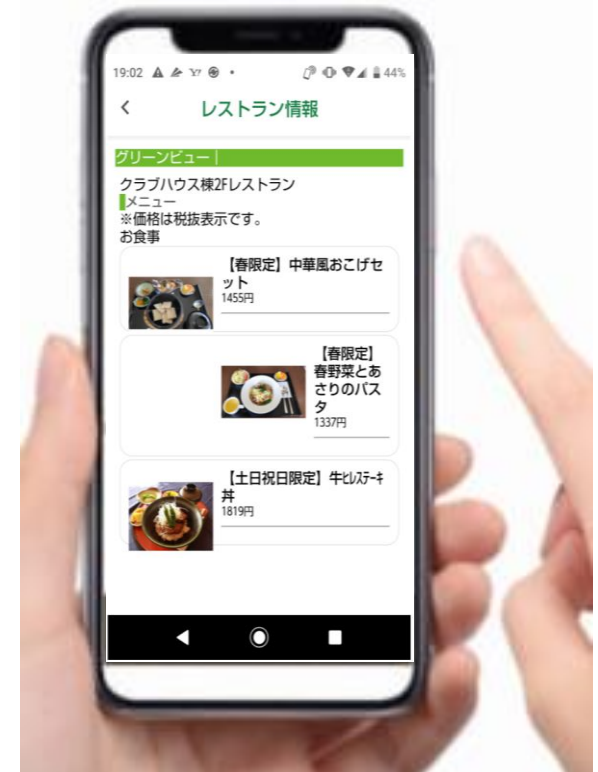 19:02 44%
レストラン情報
グリーンビュー |
クラブハウス棟2Fレストラン
メニュー
※価格は税抜表示です。
お食事
【春限定】中華風おこげセ
ット
1455円
【春限定】
春野菜とあ
さりのパス
タ
1337円
【土日祝日限定】牛ﾋﾚｽﾃｰｷ
丼
1819円